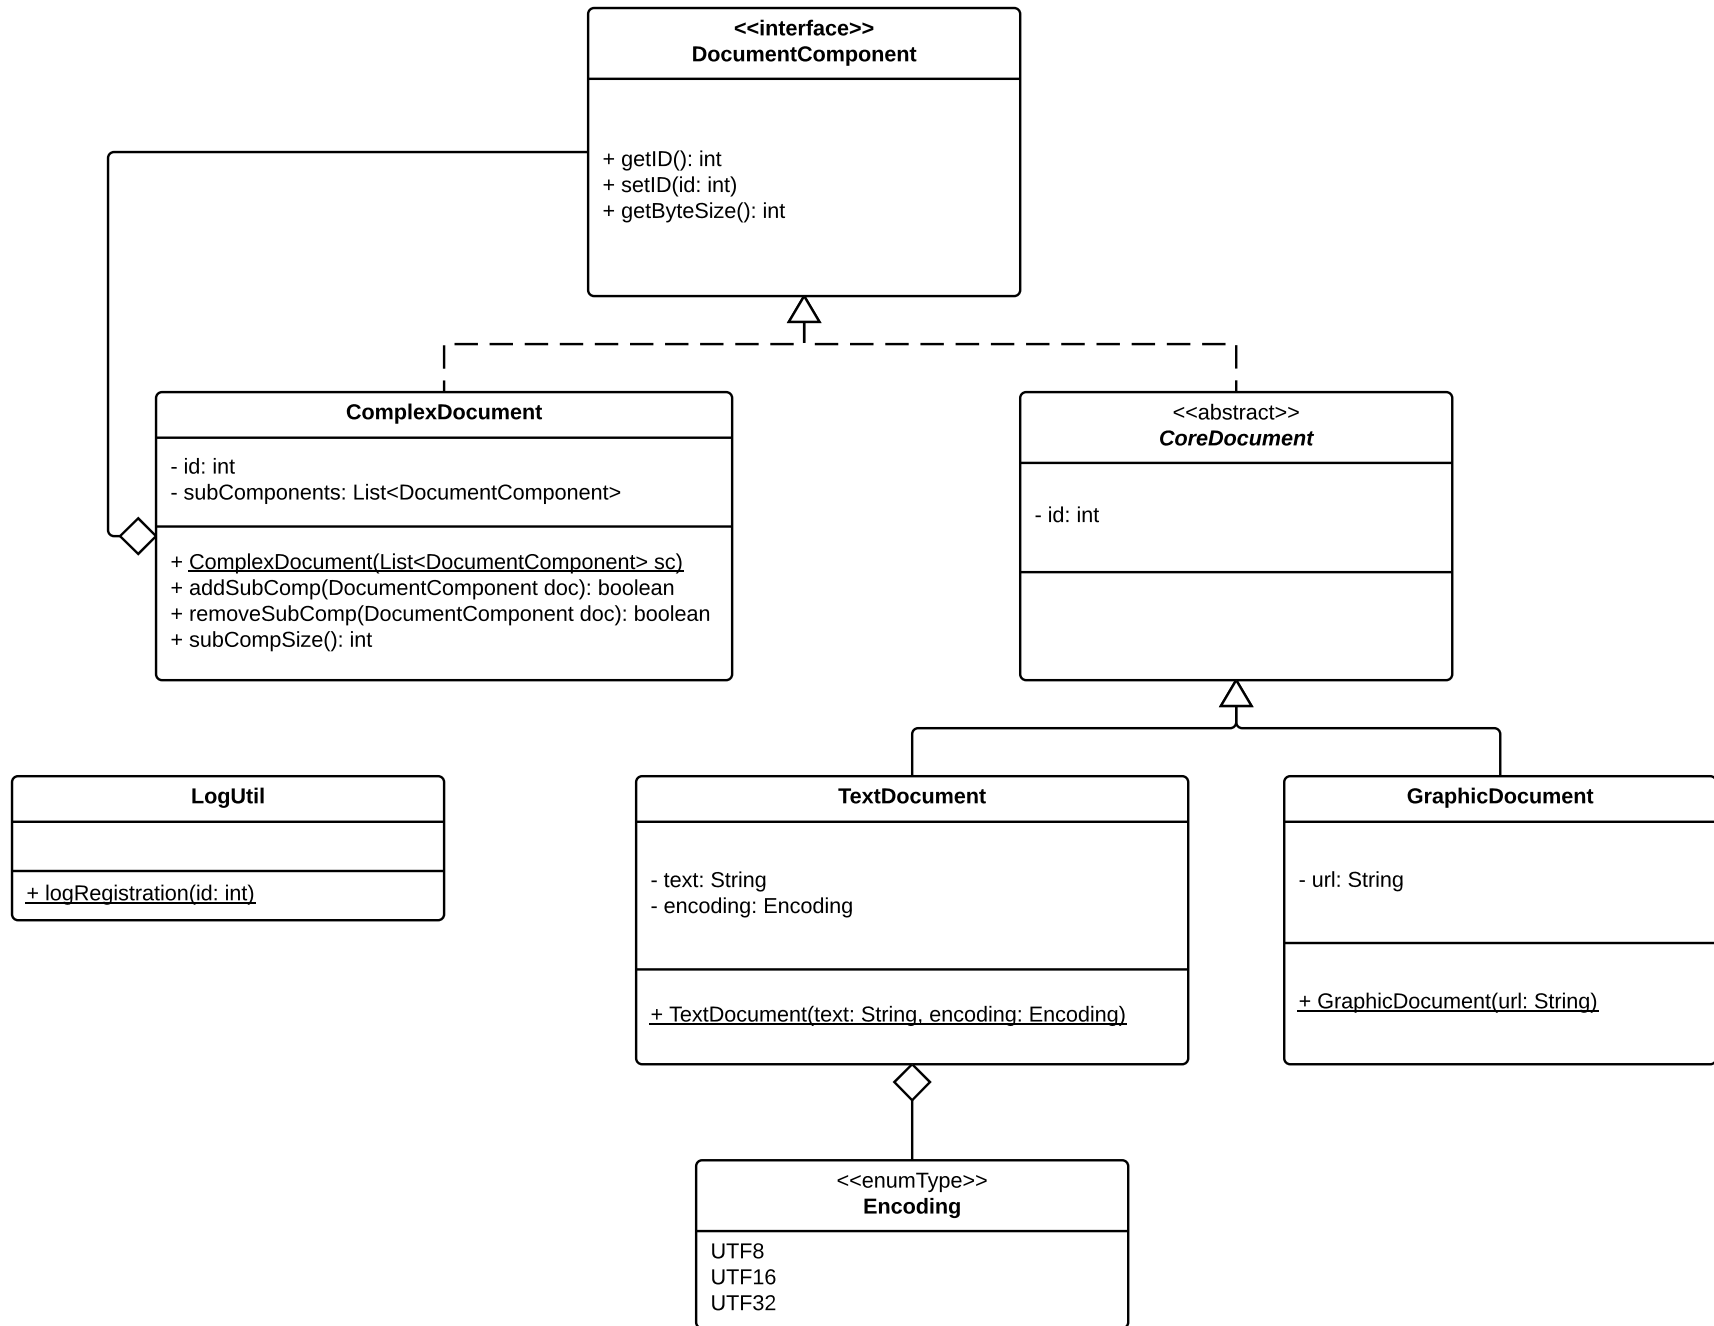 <<interface>>
DocumentComponent
+ getID(): int
+ setID(id: int)
+ getByteSize(): int
ComplexDocument
- id: int
- subComponents: List<DocumentComponent>
+ ComplexDocument(List<DocumentComponent> sc)
+ addSubComp(DocumentComponent doc): boolean
+ removeSubComp(DocumentComponent doc): boolean
+ subCompSize(): int
<<abstract>>
CoreDocument
- id: int
LogUtil
+ logRegistration(id: int)
TextDocument
- text: String
- encoding: Encoding
+ TextDocument(text: String, encoding: Encoding)
GraphicDocument
- url: String
+ GraphicDocument(url: String)
<<enumType>>
Encoding
UTF8
UTF16
UTF32